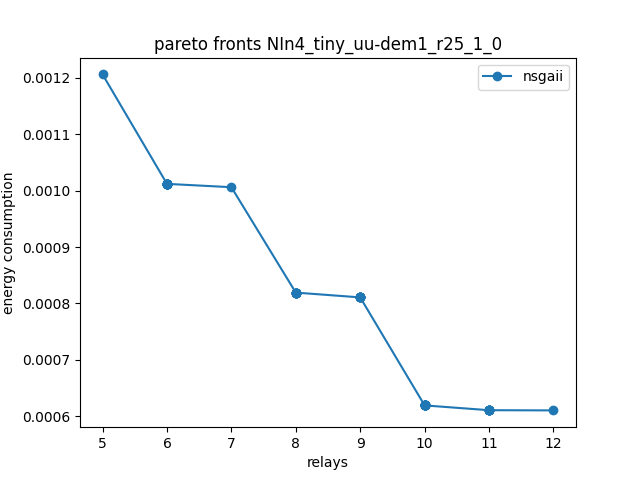 pareto fronts NIn4_tiny_uu-dem1_r25_1_0
nsgaii
0.0012
0.0011
0.0010
0.0009
0.0008
0.0007
0.0006
energy consumption
5 6 7 8 9 10 11 12
relays